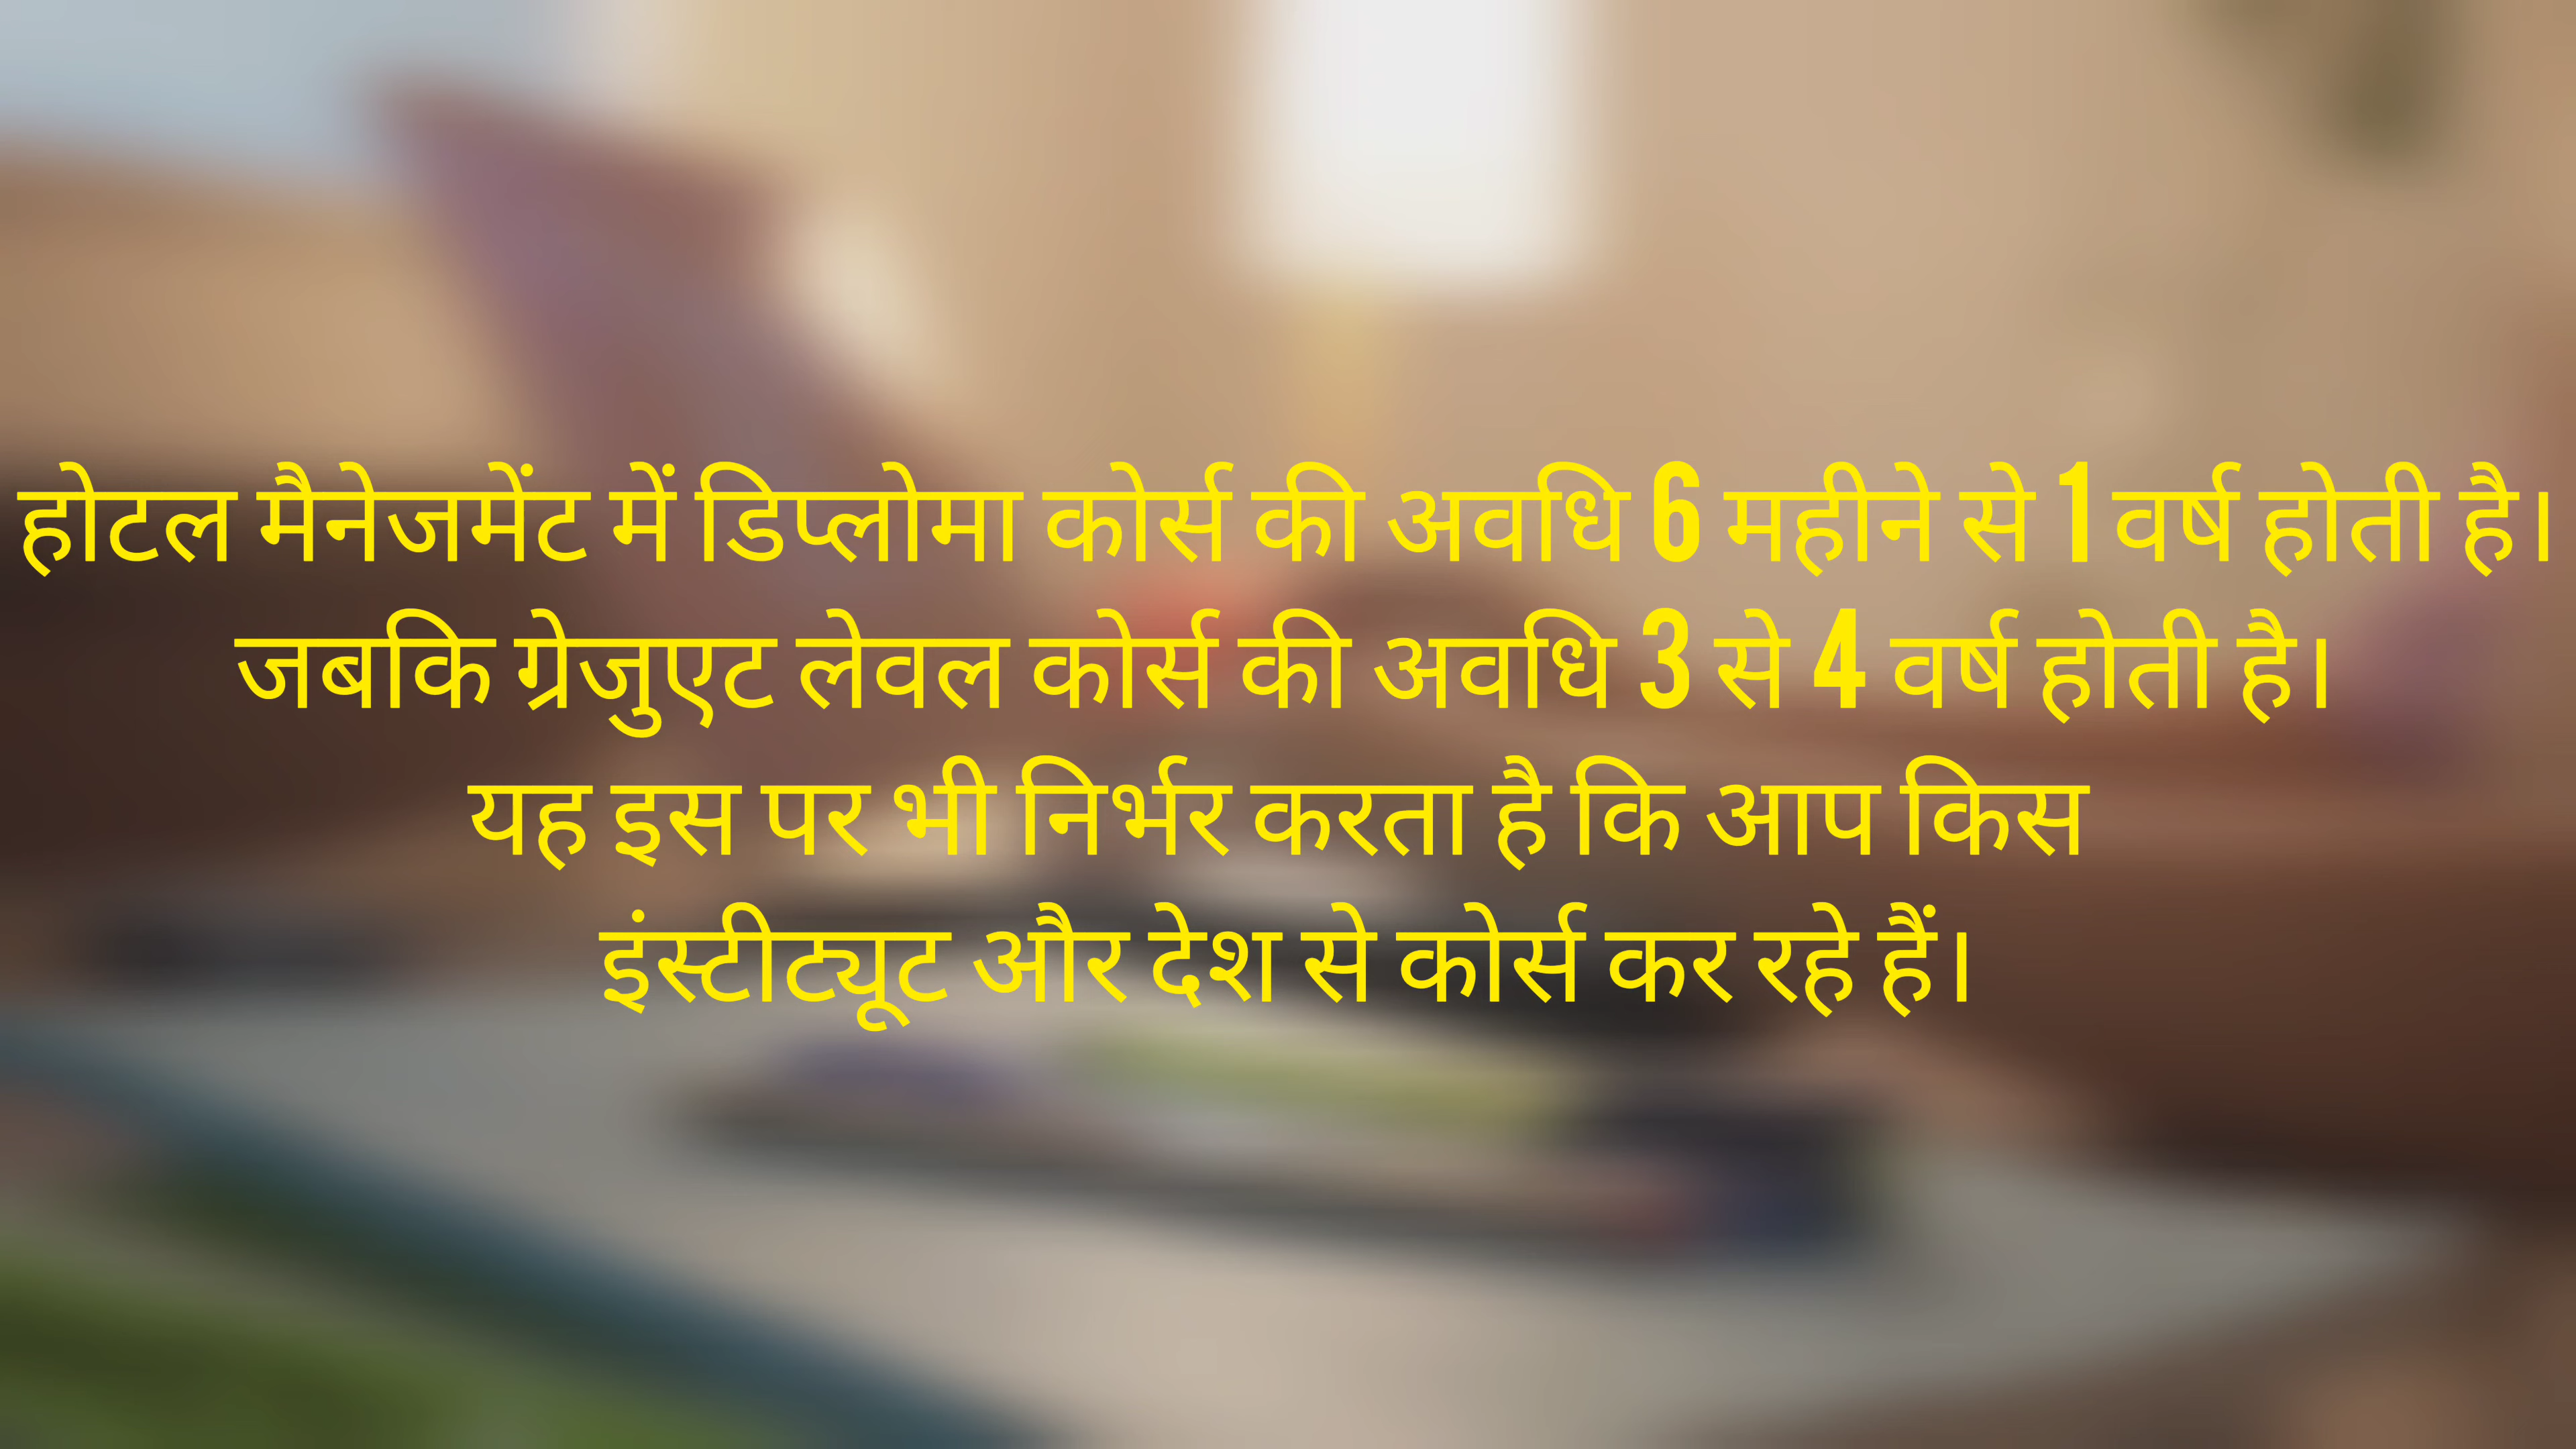 होटल मैनेजमेंट में डिप्लोमा कोर्स की अवधि 6 महीने से 1 वर्ष होती है।
जबकि ग्रेजुएट लेवल कोर्स की अवधि 3 से 4 वर्ष होती है।
यह इस पर भी निर्भर करता है कि आप किस
इंस्टीट्यूट और देश से कोर्स कर रहे हैं।